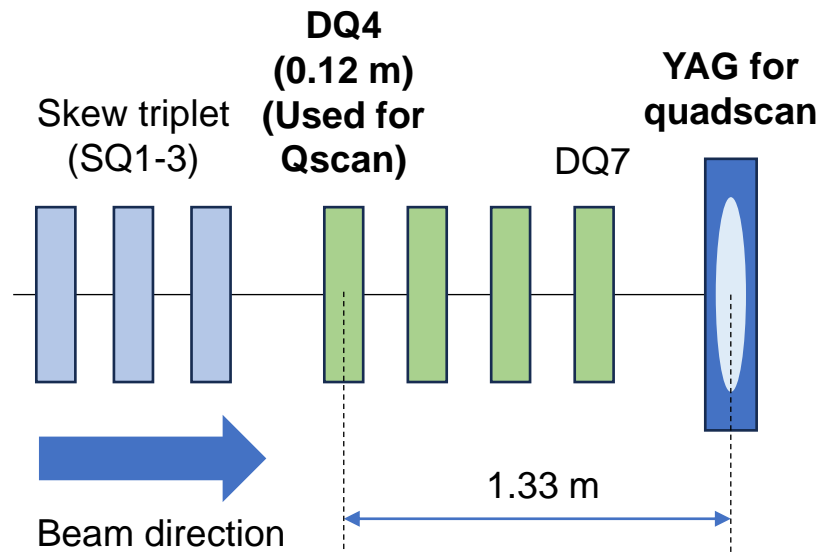 DQ4
(0.12 m)
(Used for
Qscan)
YAG for
quadscan
Skew triplet
(SQ1-3)
DQ7
1.33 m
Beam direction